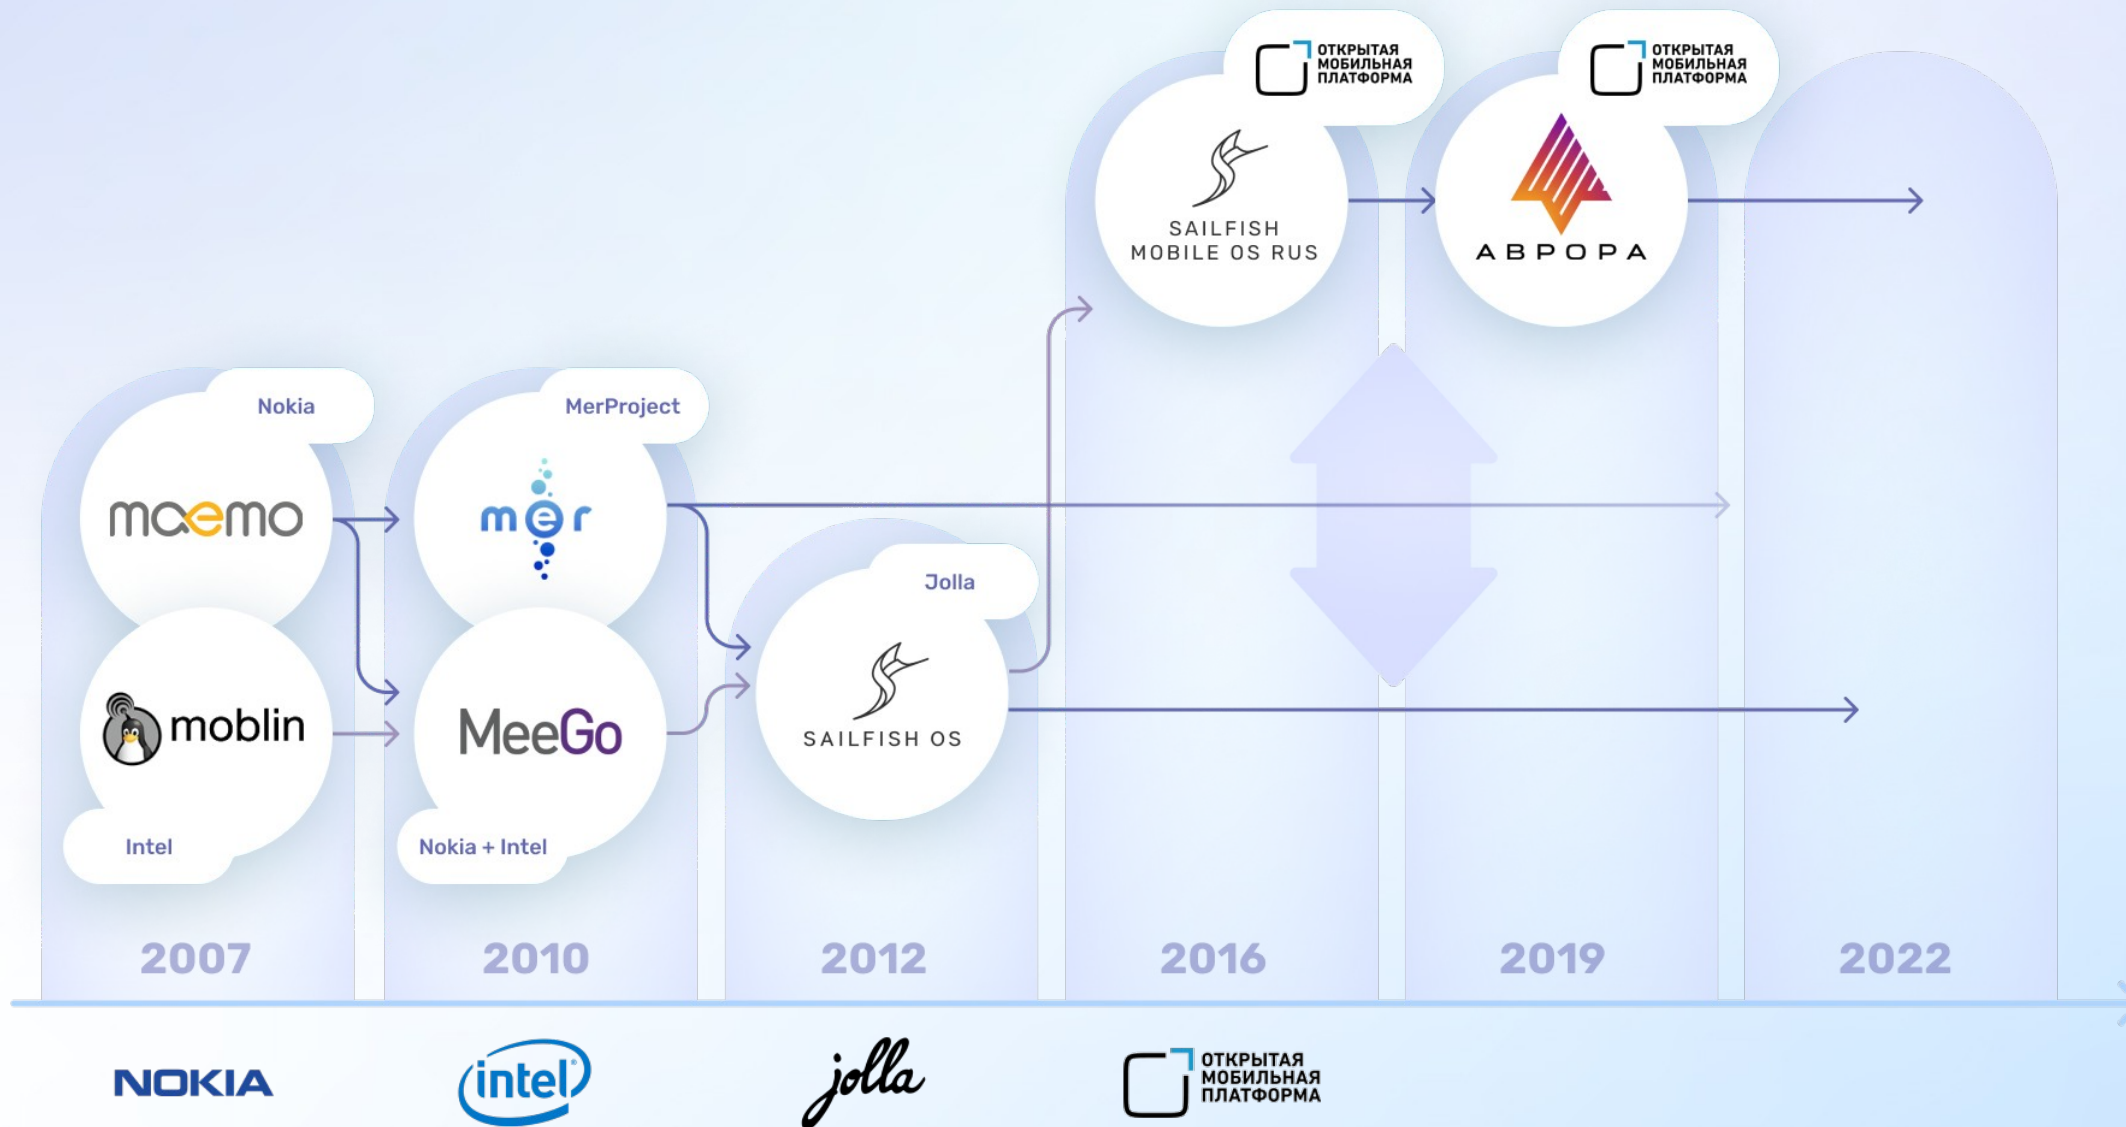 ОТКРЫТАЯ
МОБИЛЬНАЯ
ПЛАТФОРМА
ОТКРЫТАЯ
МОБИЛЬНАЯ
ПЛАТФОРМА
SAILFISH
MOBILE OS RUS
АВРОРА
Nokia
MerProject
maemo
mer
Jolla
moblin
MeeGo
SAILFISH OS
Intel
Nokia + Intel
2007
2010
2012
2016
2019
2022
NOKIA
intel®
jolla
ОТКРЫТАЯ
МОБИЛЬНАЯ
ПЛАТФОРМА